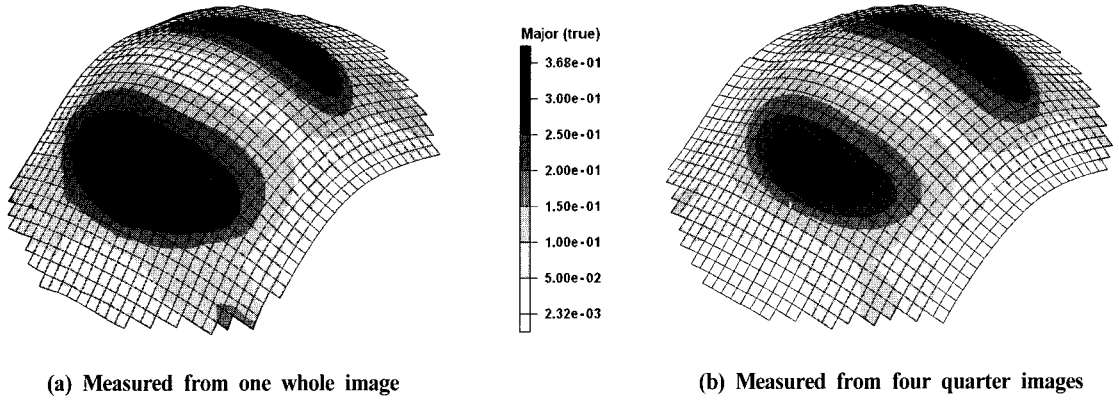 Major (true)
3.68e-01
3.00e-01
2.50e-01
2.00e-01
1.50e-01
1.00e-01
5.00e-02
2.32e-03
(a) Measured from one whole image
(b) Measured from four quarter images